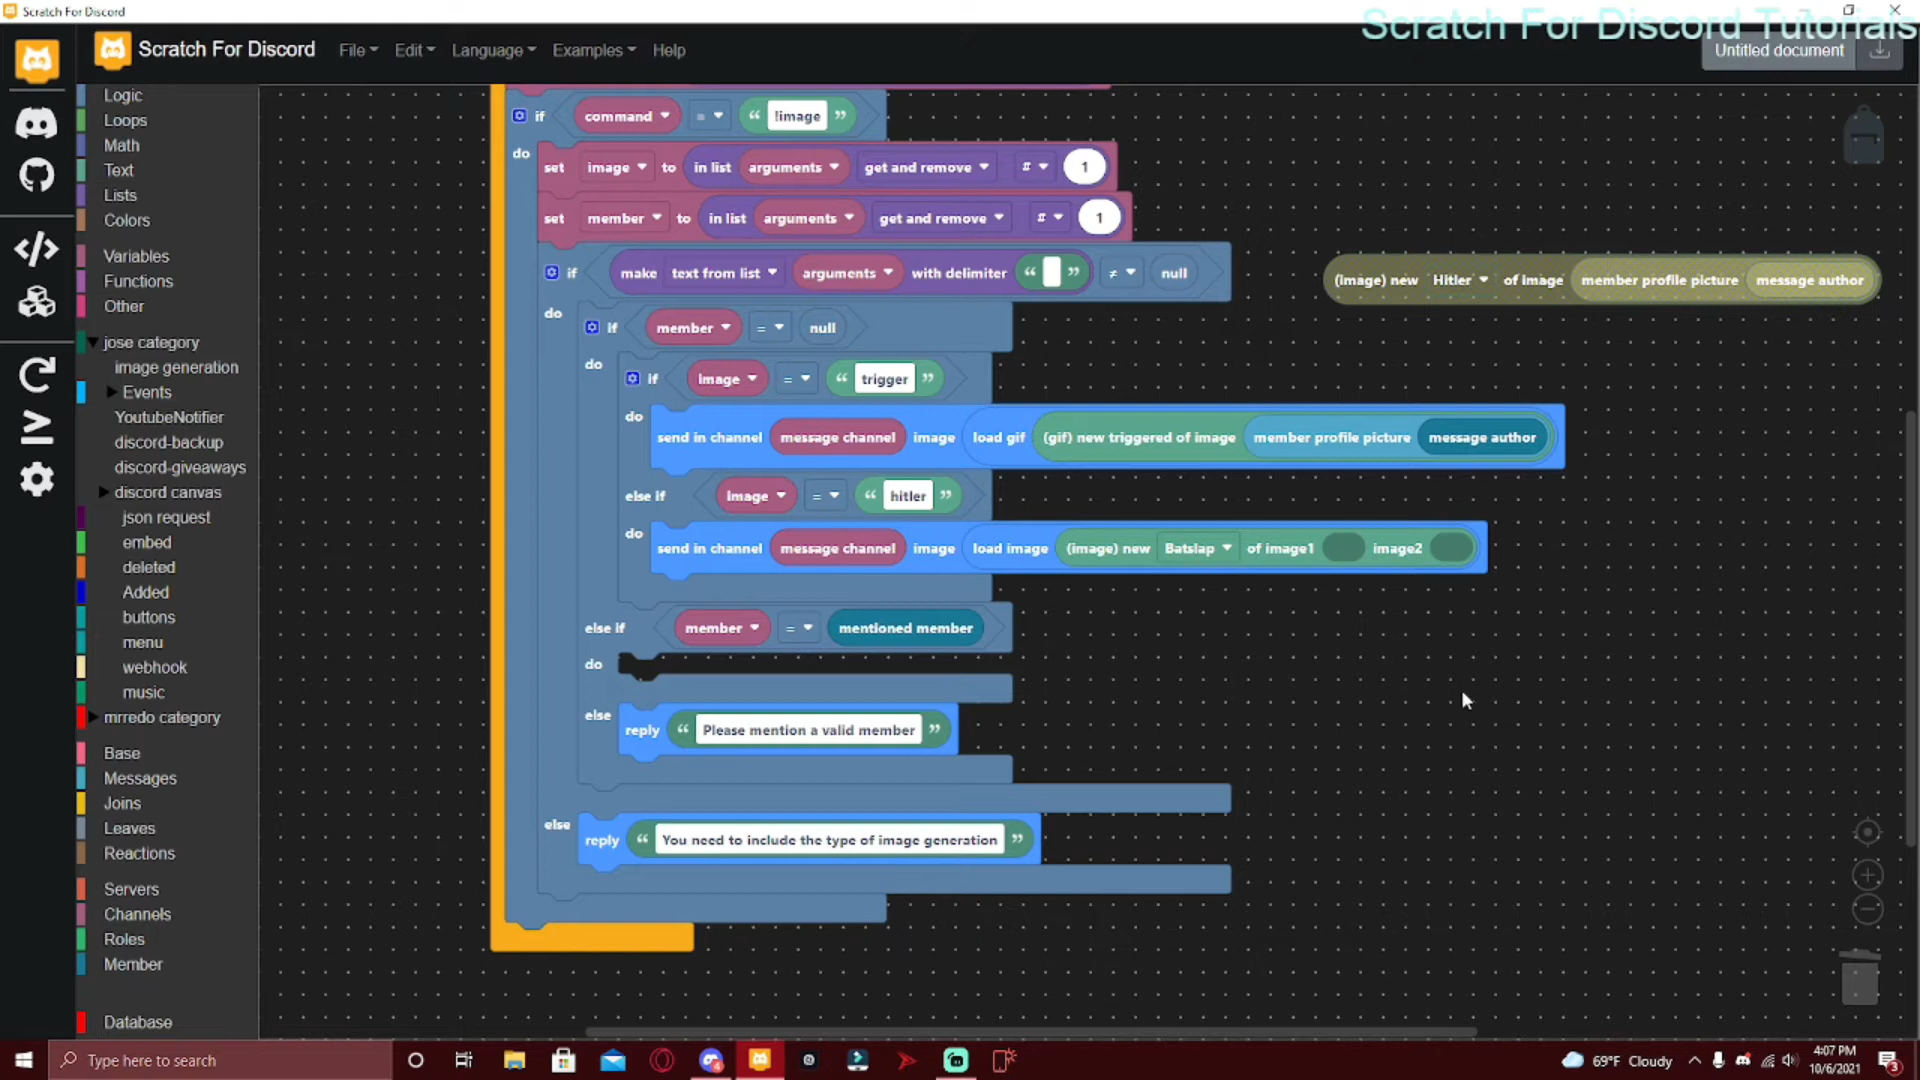 Scratch For Discord
Scratch For Discord Tutorials
Scratch For Discord File Edit Language Examples Help Untitled document
Logic
Loops
Math
Text
Lists
Colors
Variables
Functions
Other
jose category
image generation
Events
YoutubeNotifier
discord-backup
discord-giveaways
discord canvas
json request
embed
deleted
Added
buttons
menu
webhook
music
mrredo category
Base
Messages
Joins
Leaves
Reactions
Servers
Channels
Roles
Member
Database
if command = “ !image ”
do set image to in list arguments get and remove # 1
set member to in list arguments get and remove # 1
if make text from list arguments with delimiter “ ” ≠ null
(image) new Hitler of image member profile picture message author
do if member = null
do if image = “ trigger ”
do send in channel message channel image load gif (gif) new triggered of image member profile picture message author
else if image = “ hitler ”
do send in channel message channel image load image (image) new Batslap of image1 image2
else if member = mentioned member
do
else reply “ Please mention a valid member ”
else reply “ You need to include the type of image generation ”
Type here to search
69°F Cloudy
4:07 PM
10/6/2021
3